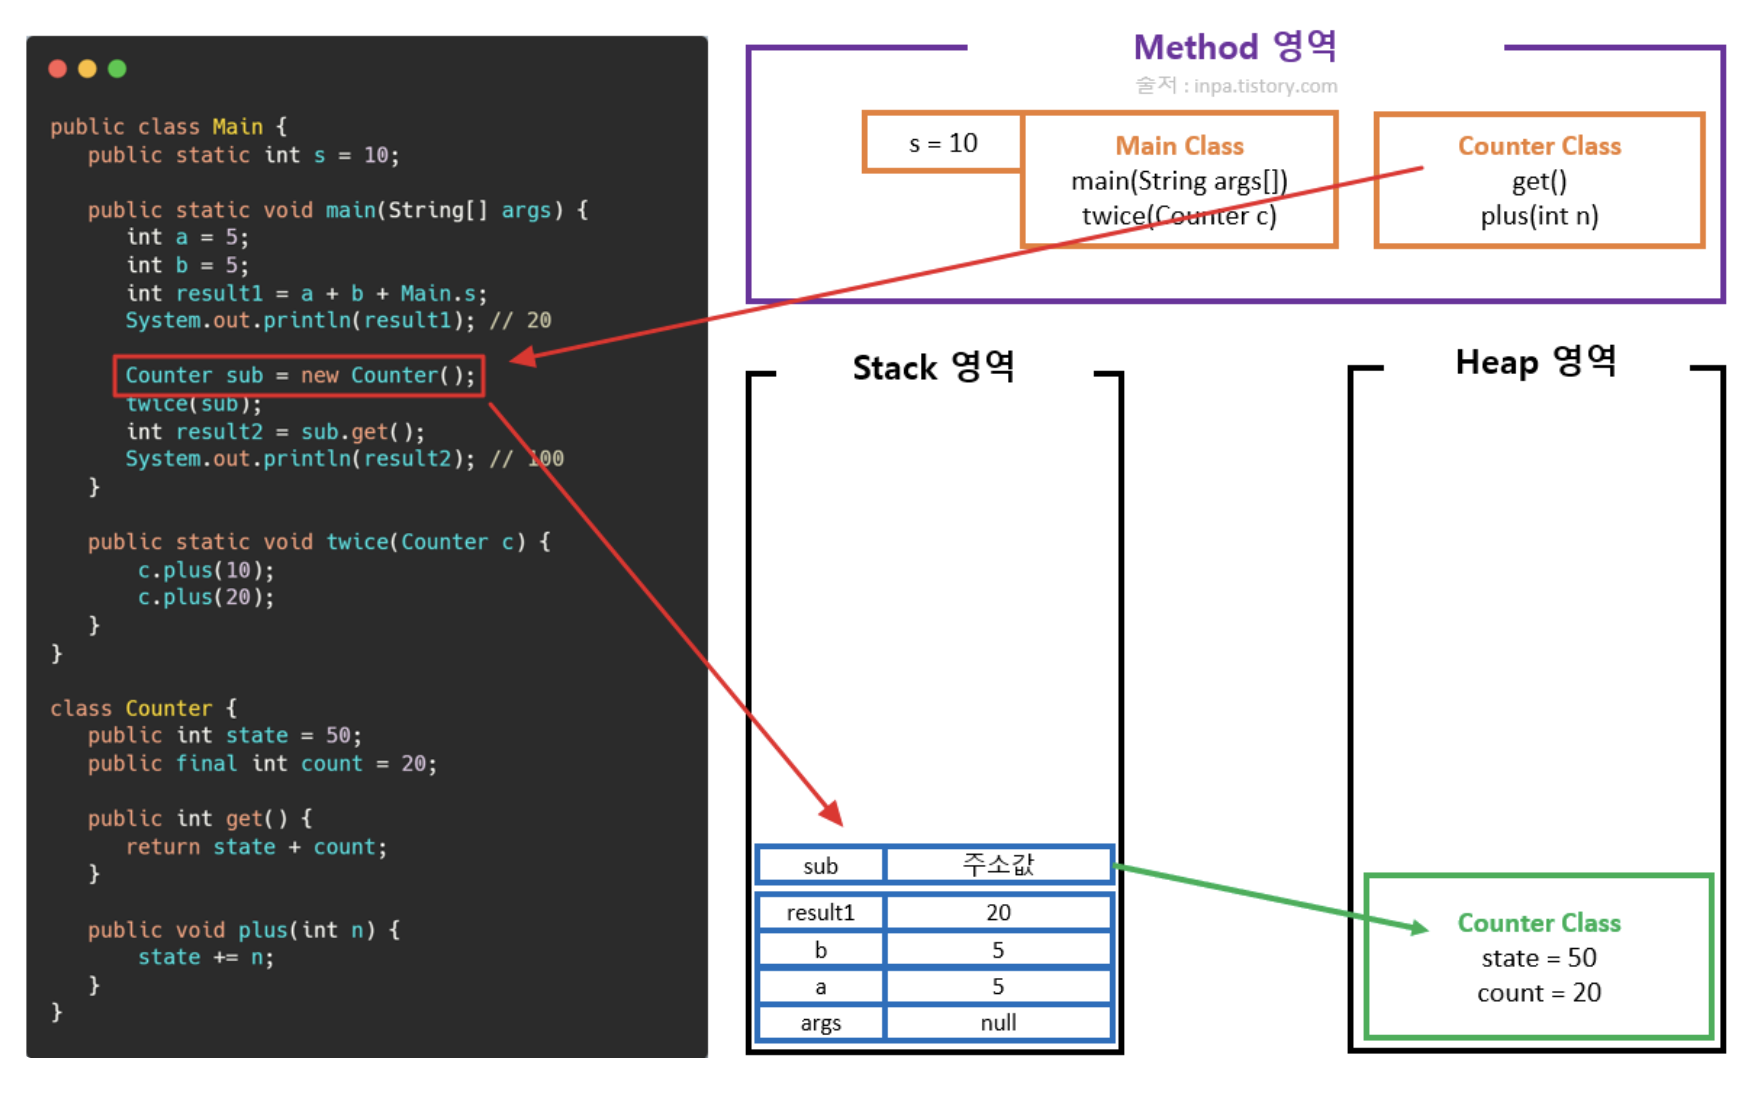 public class Main {
public static int s = 10;
public static void main(String[] args) {
int a = 5;
int b = 5;
int result1 = a + b + Main.s;
System.out.println(result1); // 20
Counter sub = new Counter();
twice(sub);
int result2 = sub.get();
System.out.println(result2); // 100
}
public static void twice(Counter c) {
c.plus(10);
c.plus(20);
}
}
class Counter {
public int state = 50;
public final int count = 20;
public int get() {
return state + count;
}
public void plus(int n) {
state += n;
}
}
Method 영역
술저 : inpa.tistory.com
s = 10
Main Class
main(String args[])
twice(Counter c)
Counter Class
get()
plus(int n)
Stack 영역
sub 주소값
result1 20
b 5
a 5
args null
Heap 영역
Counter Class
state = 50
count = 20